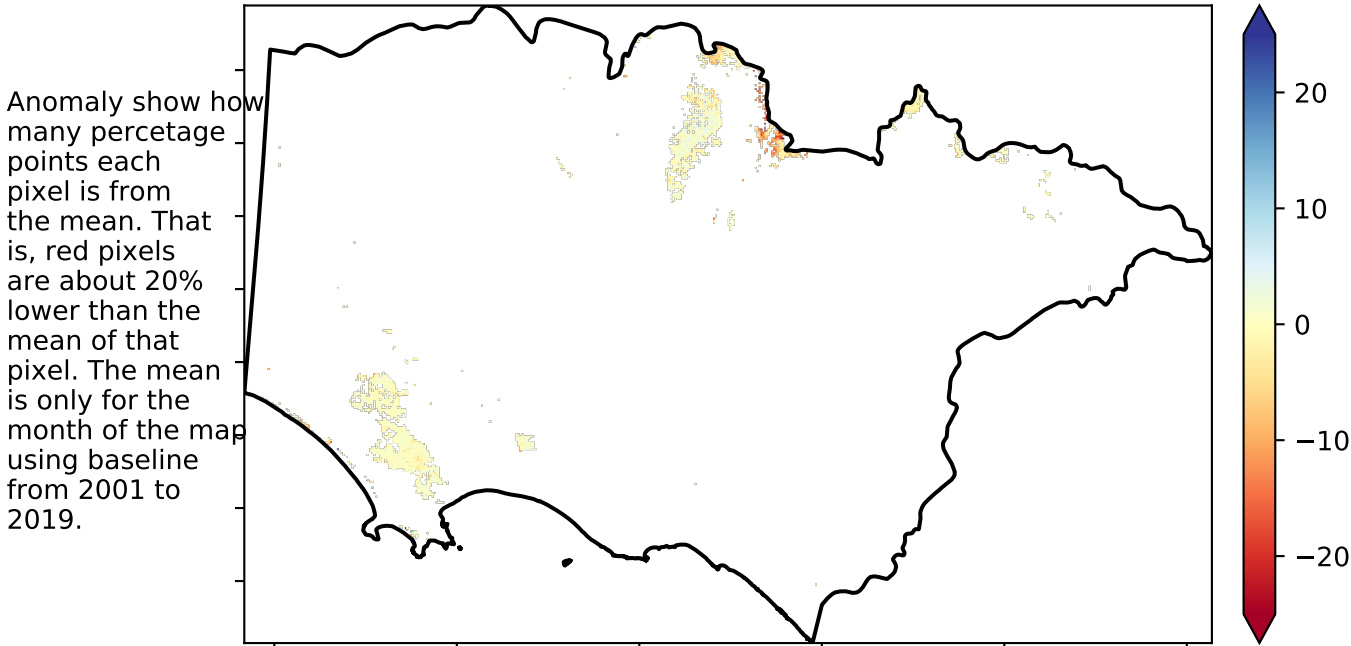 Anomaly show how
many percetage
points each
pixel is from
the mean. That
is, red pixels
are about 20%
lower than the
mean of that
pixel. The mean
is only for the
month of the map
using baseline
from 2001 to
2019.
20
10
0
−10
−20